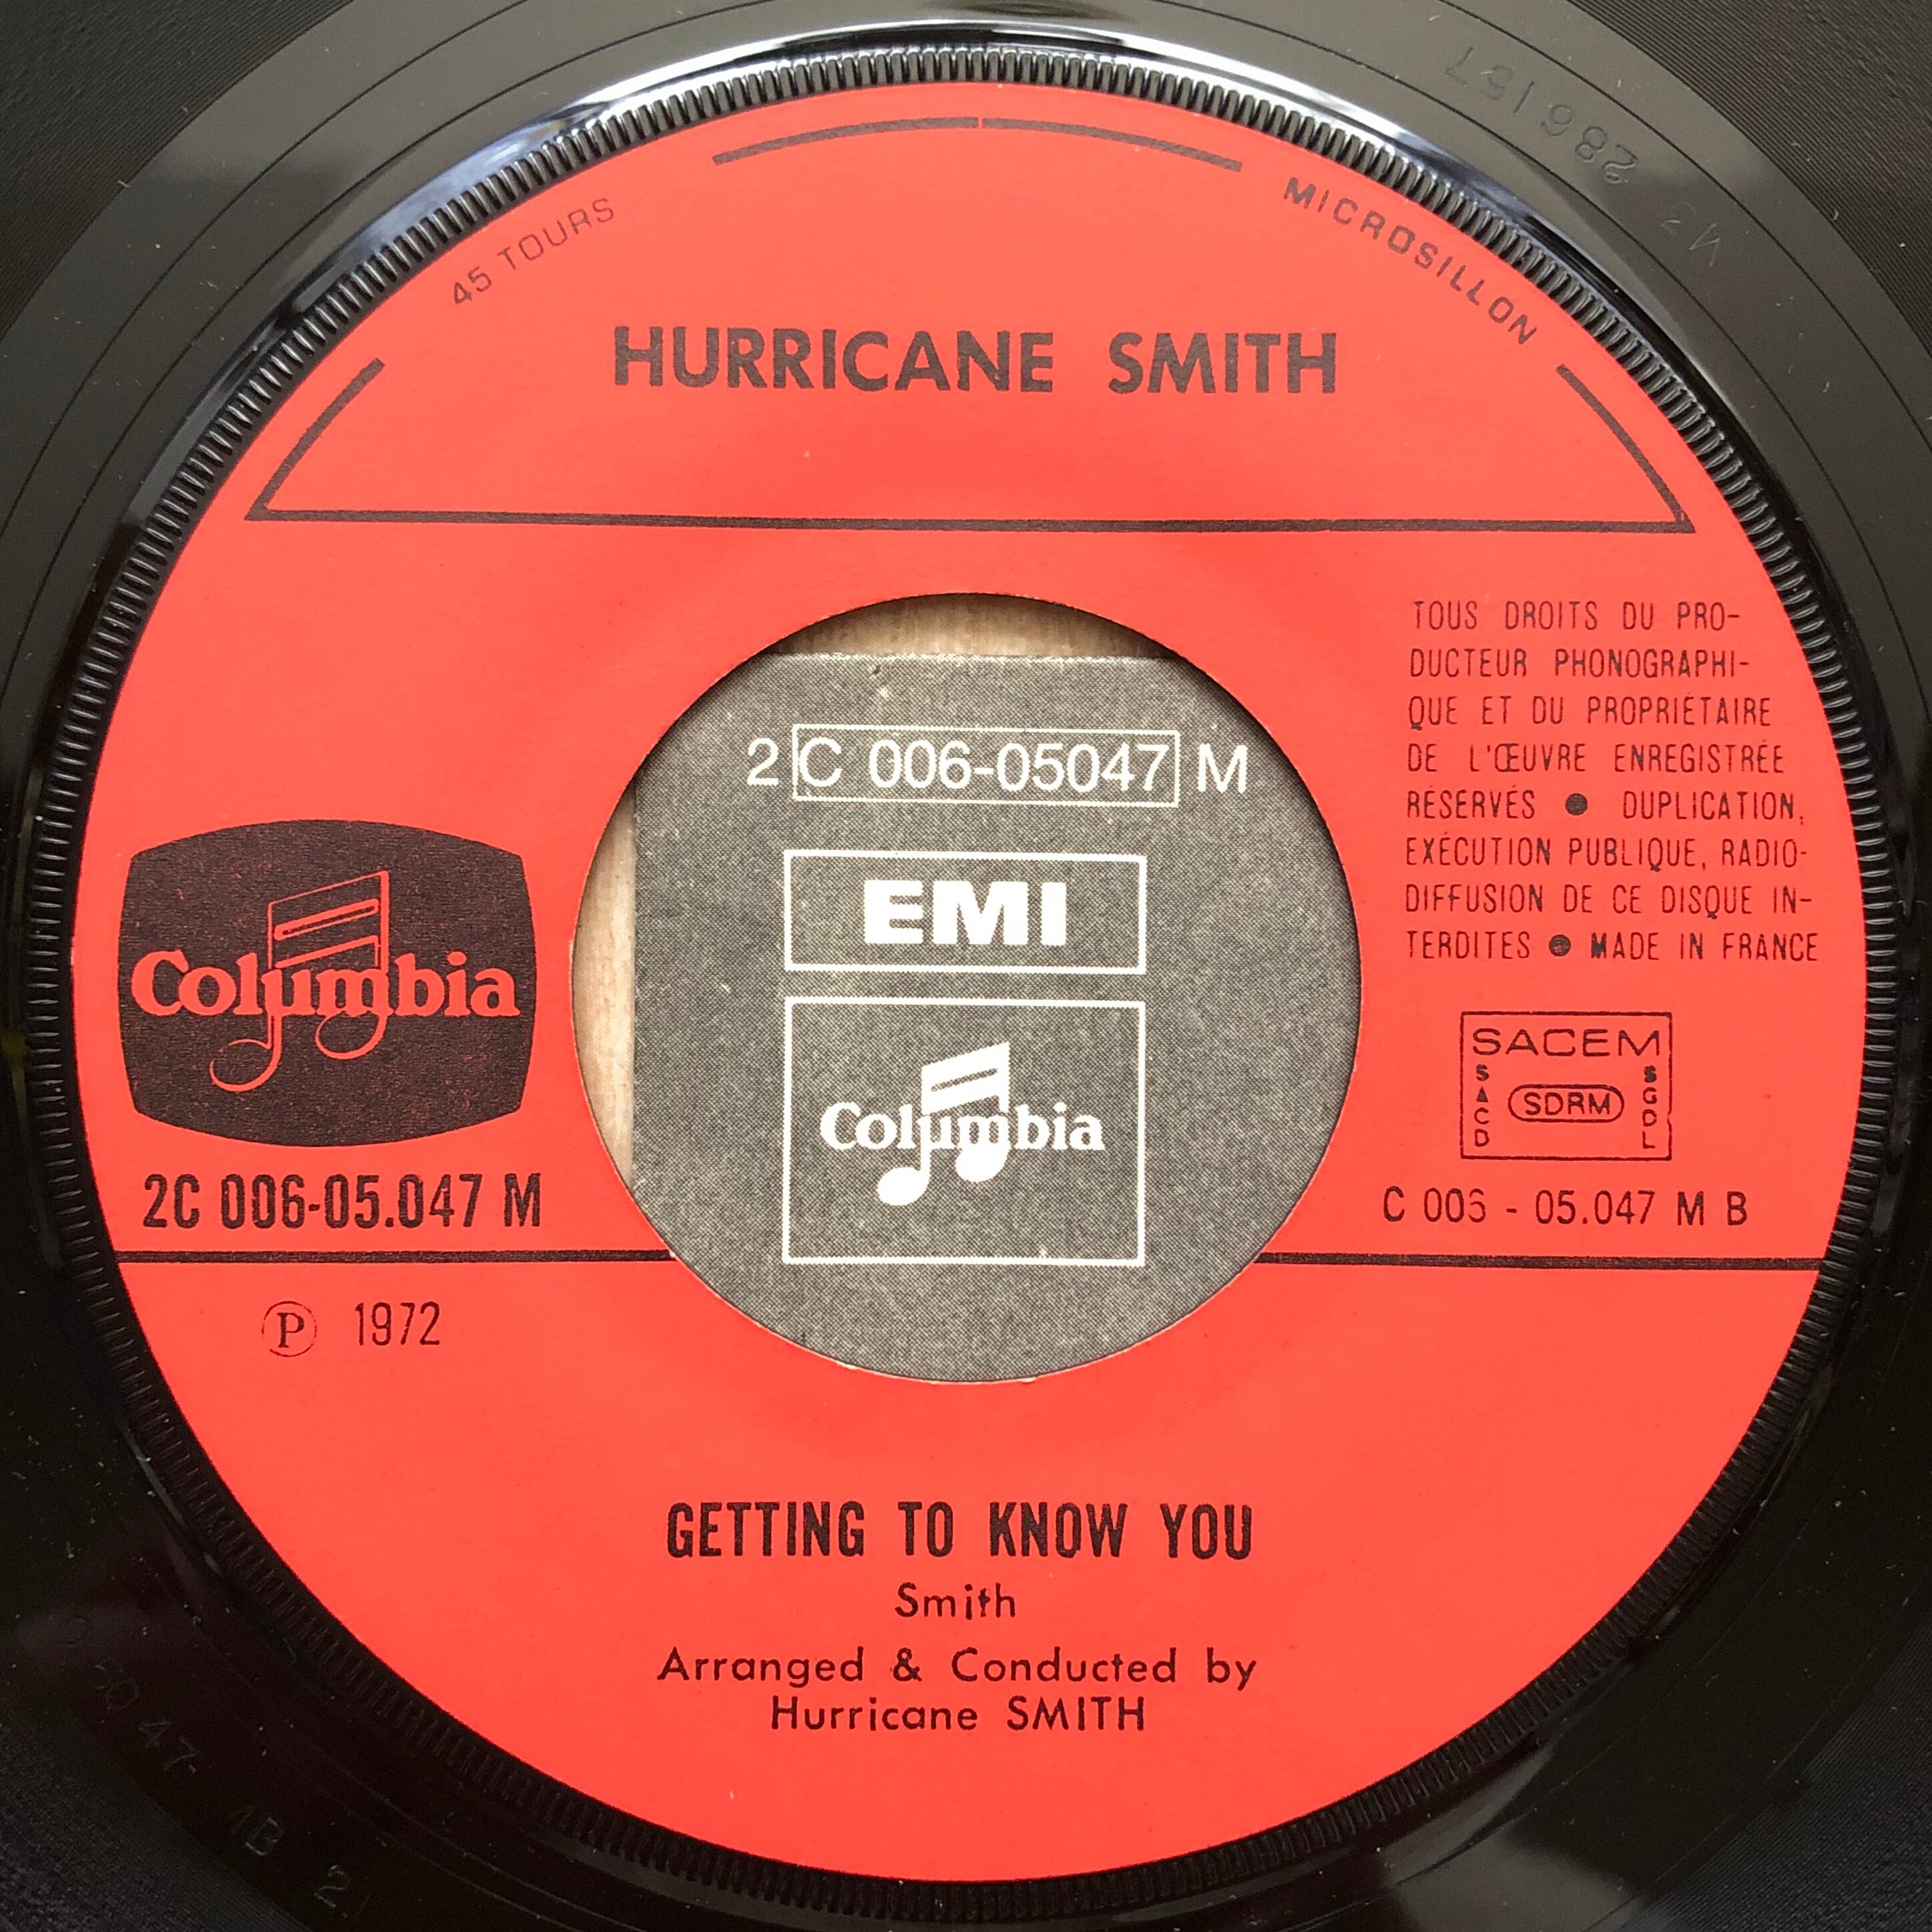 45 TOURS
MICROSILLON
HURRICANE SMITH
TOUS DROITS DU PRO-
DUCTEUR PHONOGRAPHI-
QUE ET DU PROPRIÉTAIRE
DE L'ŒUVRE ENREGISTRÉE
RÉSERVÉS ● DUPLICATION,
EXÉCUTION PUBLIQUE, RADIO-
DIFFUSION DE CE DISQUE IN-
TERDITES ● MADE IN FRANCE
2 C 006-05047 M
EMI
Columbia
Columbia
SACEM
SACD
SDRM
SGDL
2C 006-05.047 M
C 006 - 05.047 M B
Ⓟ 1972
GETTING TO KNOW YOU
Smith
Arranged & Conducted by
Hurricane SMITH